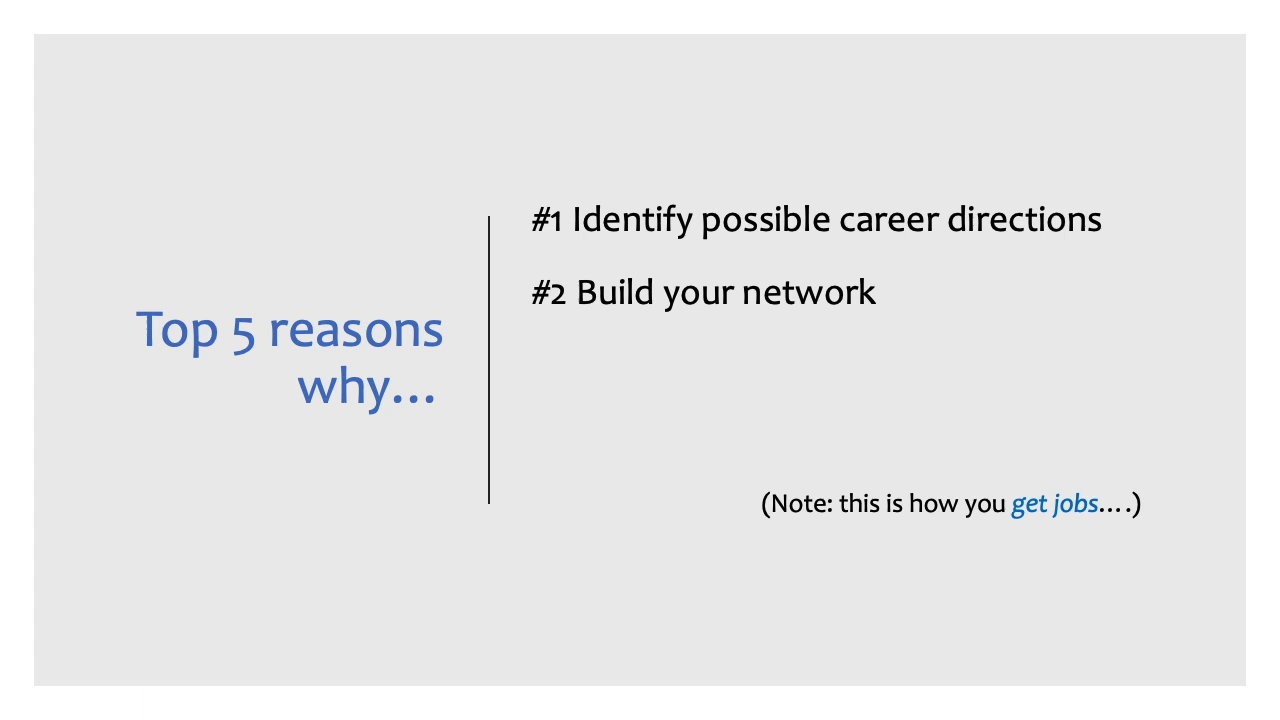 Top 5 reasons
why…
#1 Identify possible career directions
#2 Build your network
(Note: this is how you get jobs….)